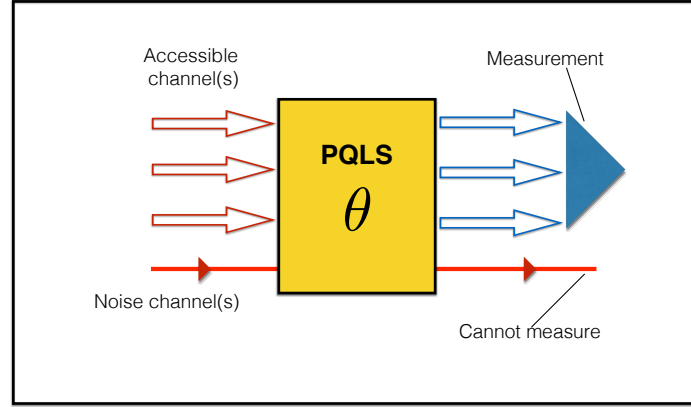 Accessible
channel(s)
Measurement
PQLS
θ
Noise channel(s)
Cannot measure